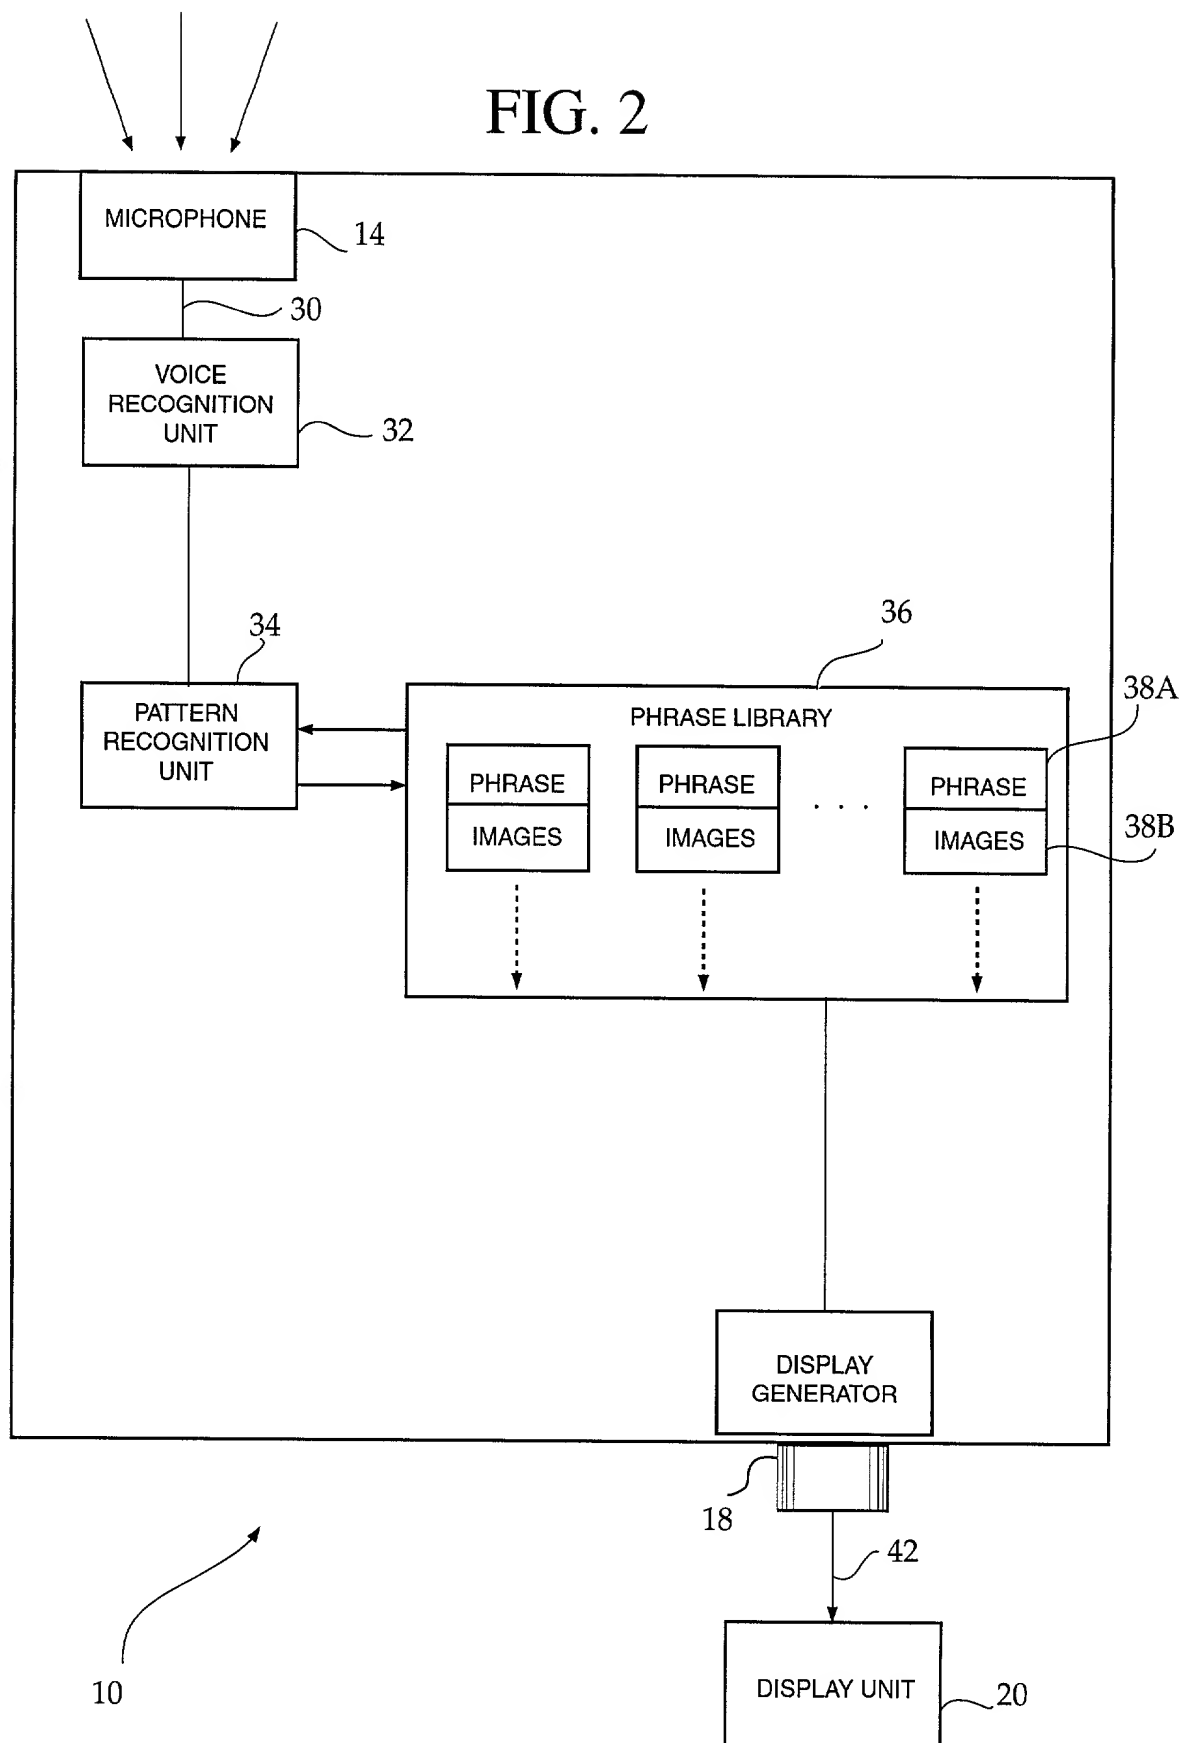 FIG. 2
MICROPHONE
14
30
VOICE
RECOGNITION
UNIT
32
34
36
PATTERN
RECOGNITION
UNIT
PHRASE LIBRARY
38A
PHRASE
PHRASE
. . .
PHRASE
IMAGES
IMAGES
IMAGES
38B
DISPLAY
GENERATOR
18
42
10
DISPLAY UNIT
20